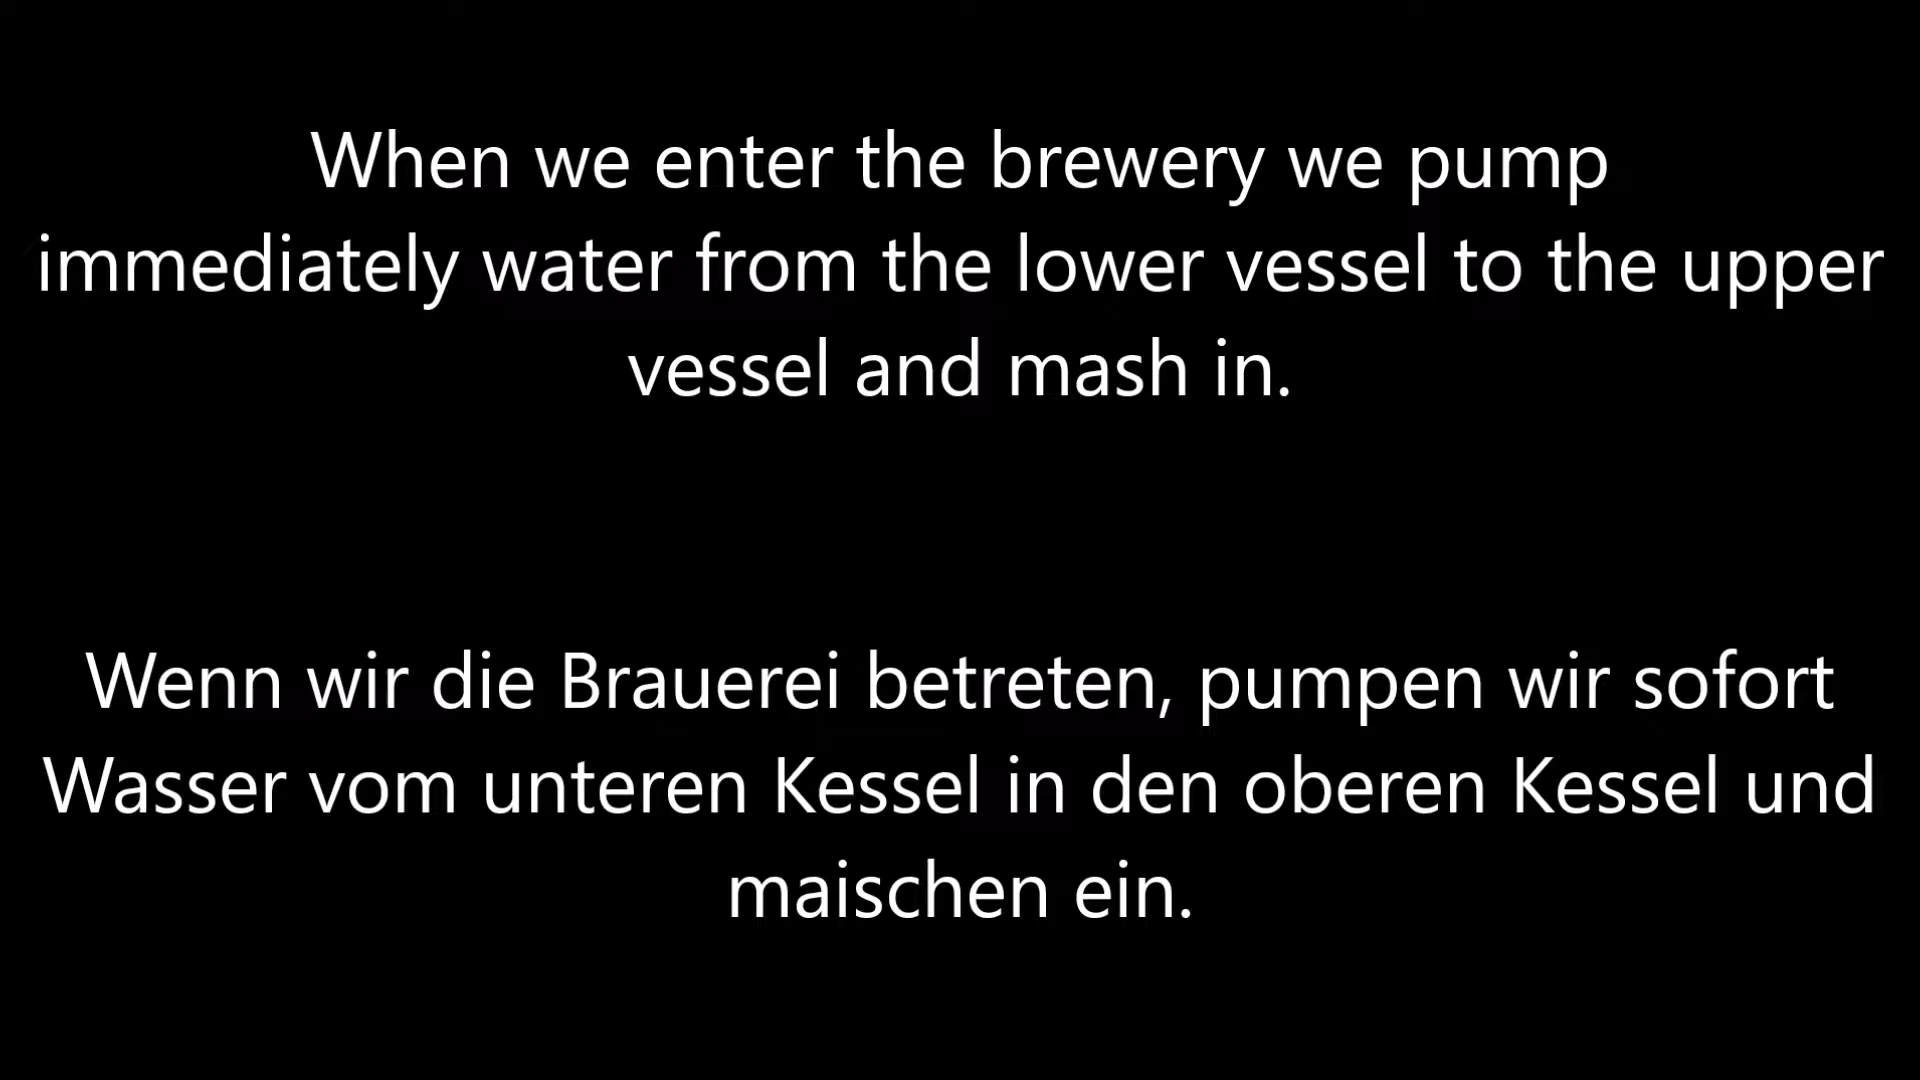 When we enter the brewery we pump
immediately water from the lower vessel to the upper
vessel and mash in.
Wenn wir die Brauerei betreten, pumpen wir sofort
Wasser vom unteren Kessel in den oberen Kessel und
maischen ein.